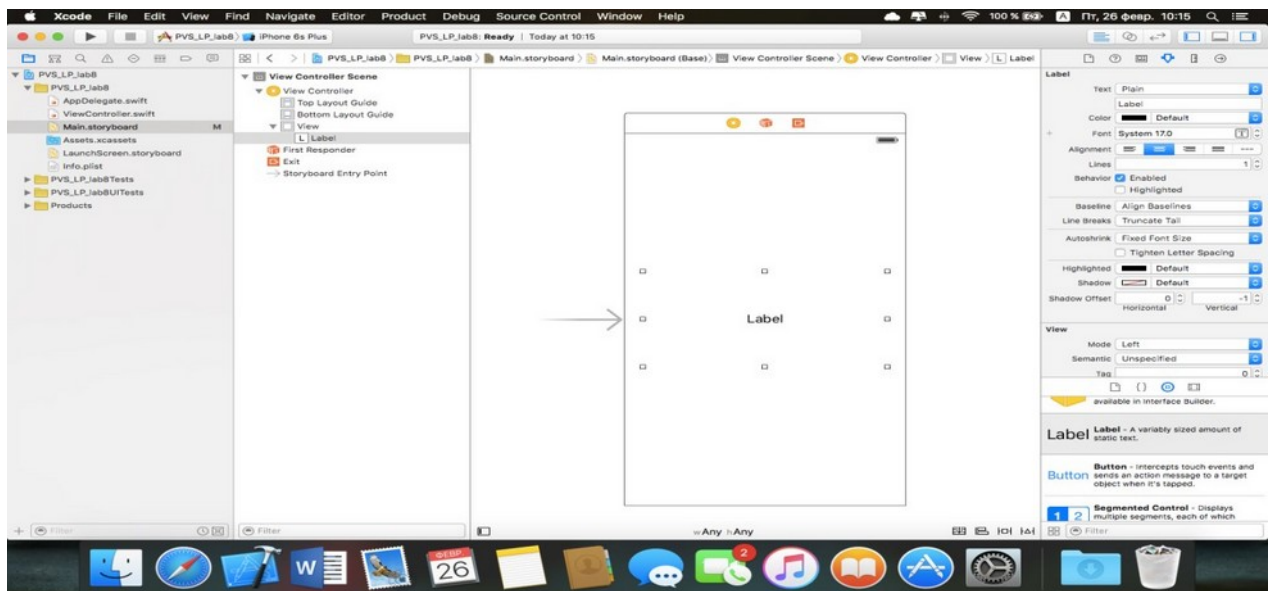 Xcode File Edit View Find Navigate Editor Product Debug Source Control Window Help 100 % A Пт, 26 февр. 10:15
PVS_LP_lab8 iPhone 6s Plus PVS_LP_lab8: Ready | Today at 10:15
PVS_LP_lab8 PVS_LP_lab8 Main.storyboard Main.storyboard (Base) View Controller Scene View Controller View L Label
PVS_LP_lab8
PVS_LP_lab8
AppDelegate.swift
ViewController.swift
Main.storyboard M
Assets.xcassets
LaunchScreen.storyboard
Info.plist
PVS_LP_lab8Tests
PVS_LP_lab8UITests
Products
Filter
View Controller Scene
View Controller
Top Layout Guide
Bottom Layout Guide
View
L Label
First Responder
Exit
Storyboard Entry Point
Filter
Label
wAny hAny
Label
Text Plain
Label
Color Default
Font System 17.0
Alignment
Lines 1
Behavior Enabled
Highlighted
Baseline Align Baselines
Line Breaks Truncate Tail
Autoshrink Fixed Font Size
Tighten Letter Spacing
Highlighted Default
Shadow Default
Shadow Offset 0 -1
Horizontal Vertical
View
Mode Left
Semantic Unspecified
Tag 0
available in Interface Builder.
Label Label - A variably sized amount of
static text.
Button Button - Intercepts touch events and
sends an action message to a target
object when it's tapped.
1 2 Segmented Control - Displays
multiple segments, each of which
Filter
W
ФЕВР.
26
2